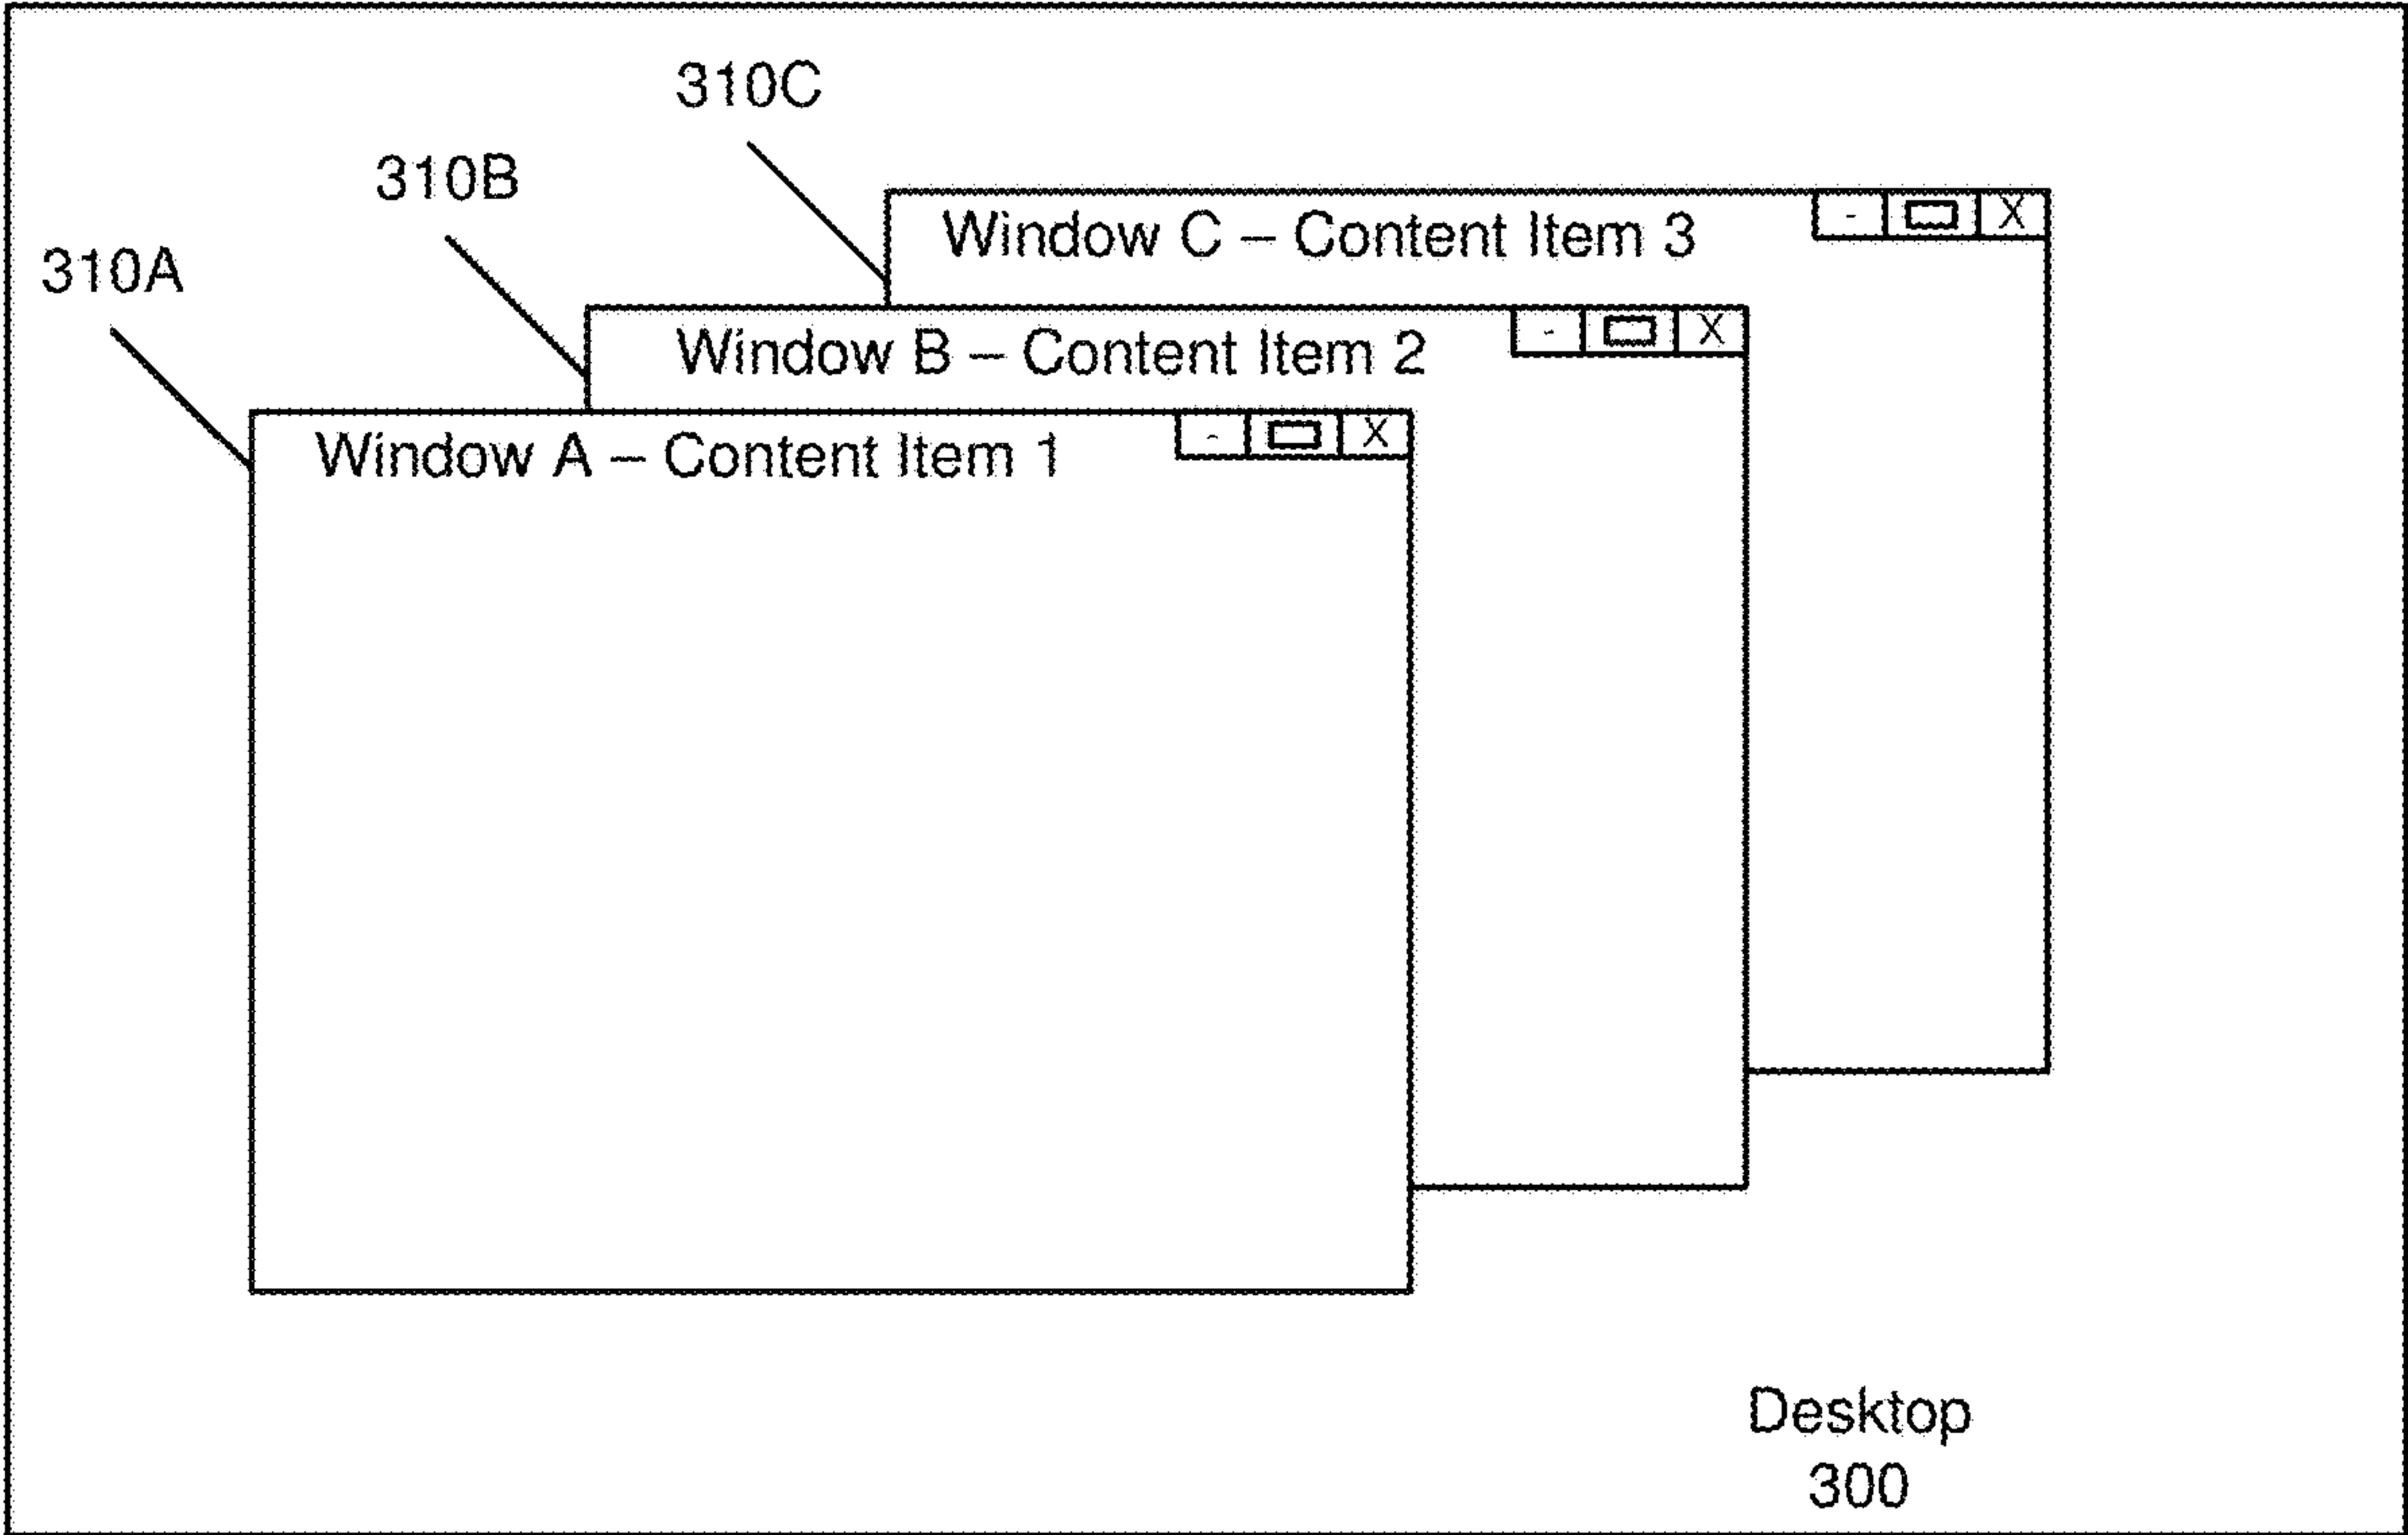 310C
310B
310A
Window C – Content Item 3
- X
Window B – Content Item 2
- X
Window A – Content Item 1
- X
Desktop
300